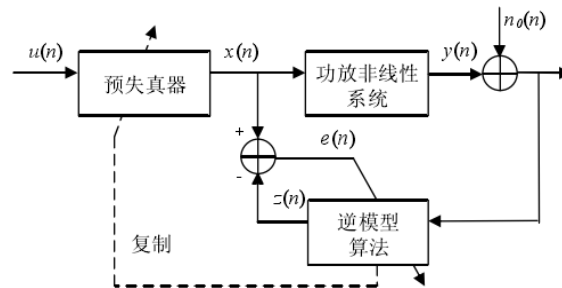 u(n)
预失真器
x(n)
功放非线性
系统
y(n)
n₀(n)
+
-
e(n)
z(n)
逆模型
算法
复制